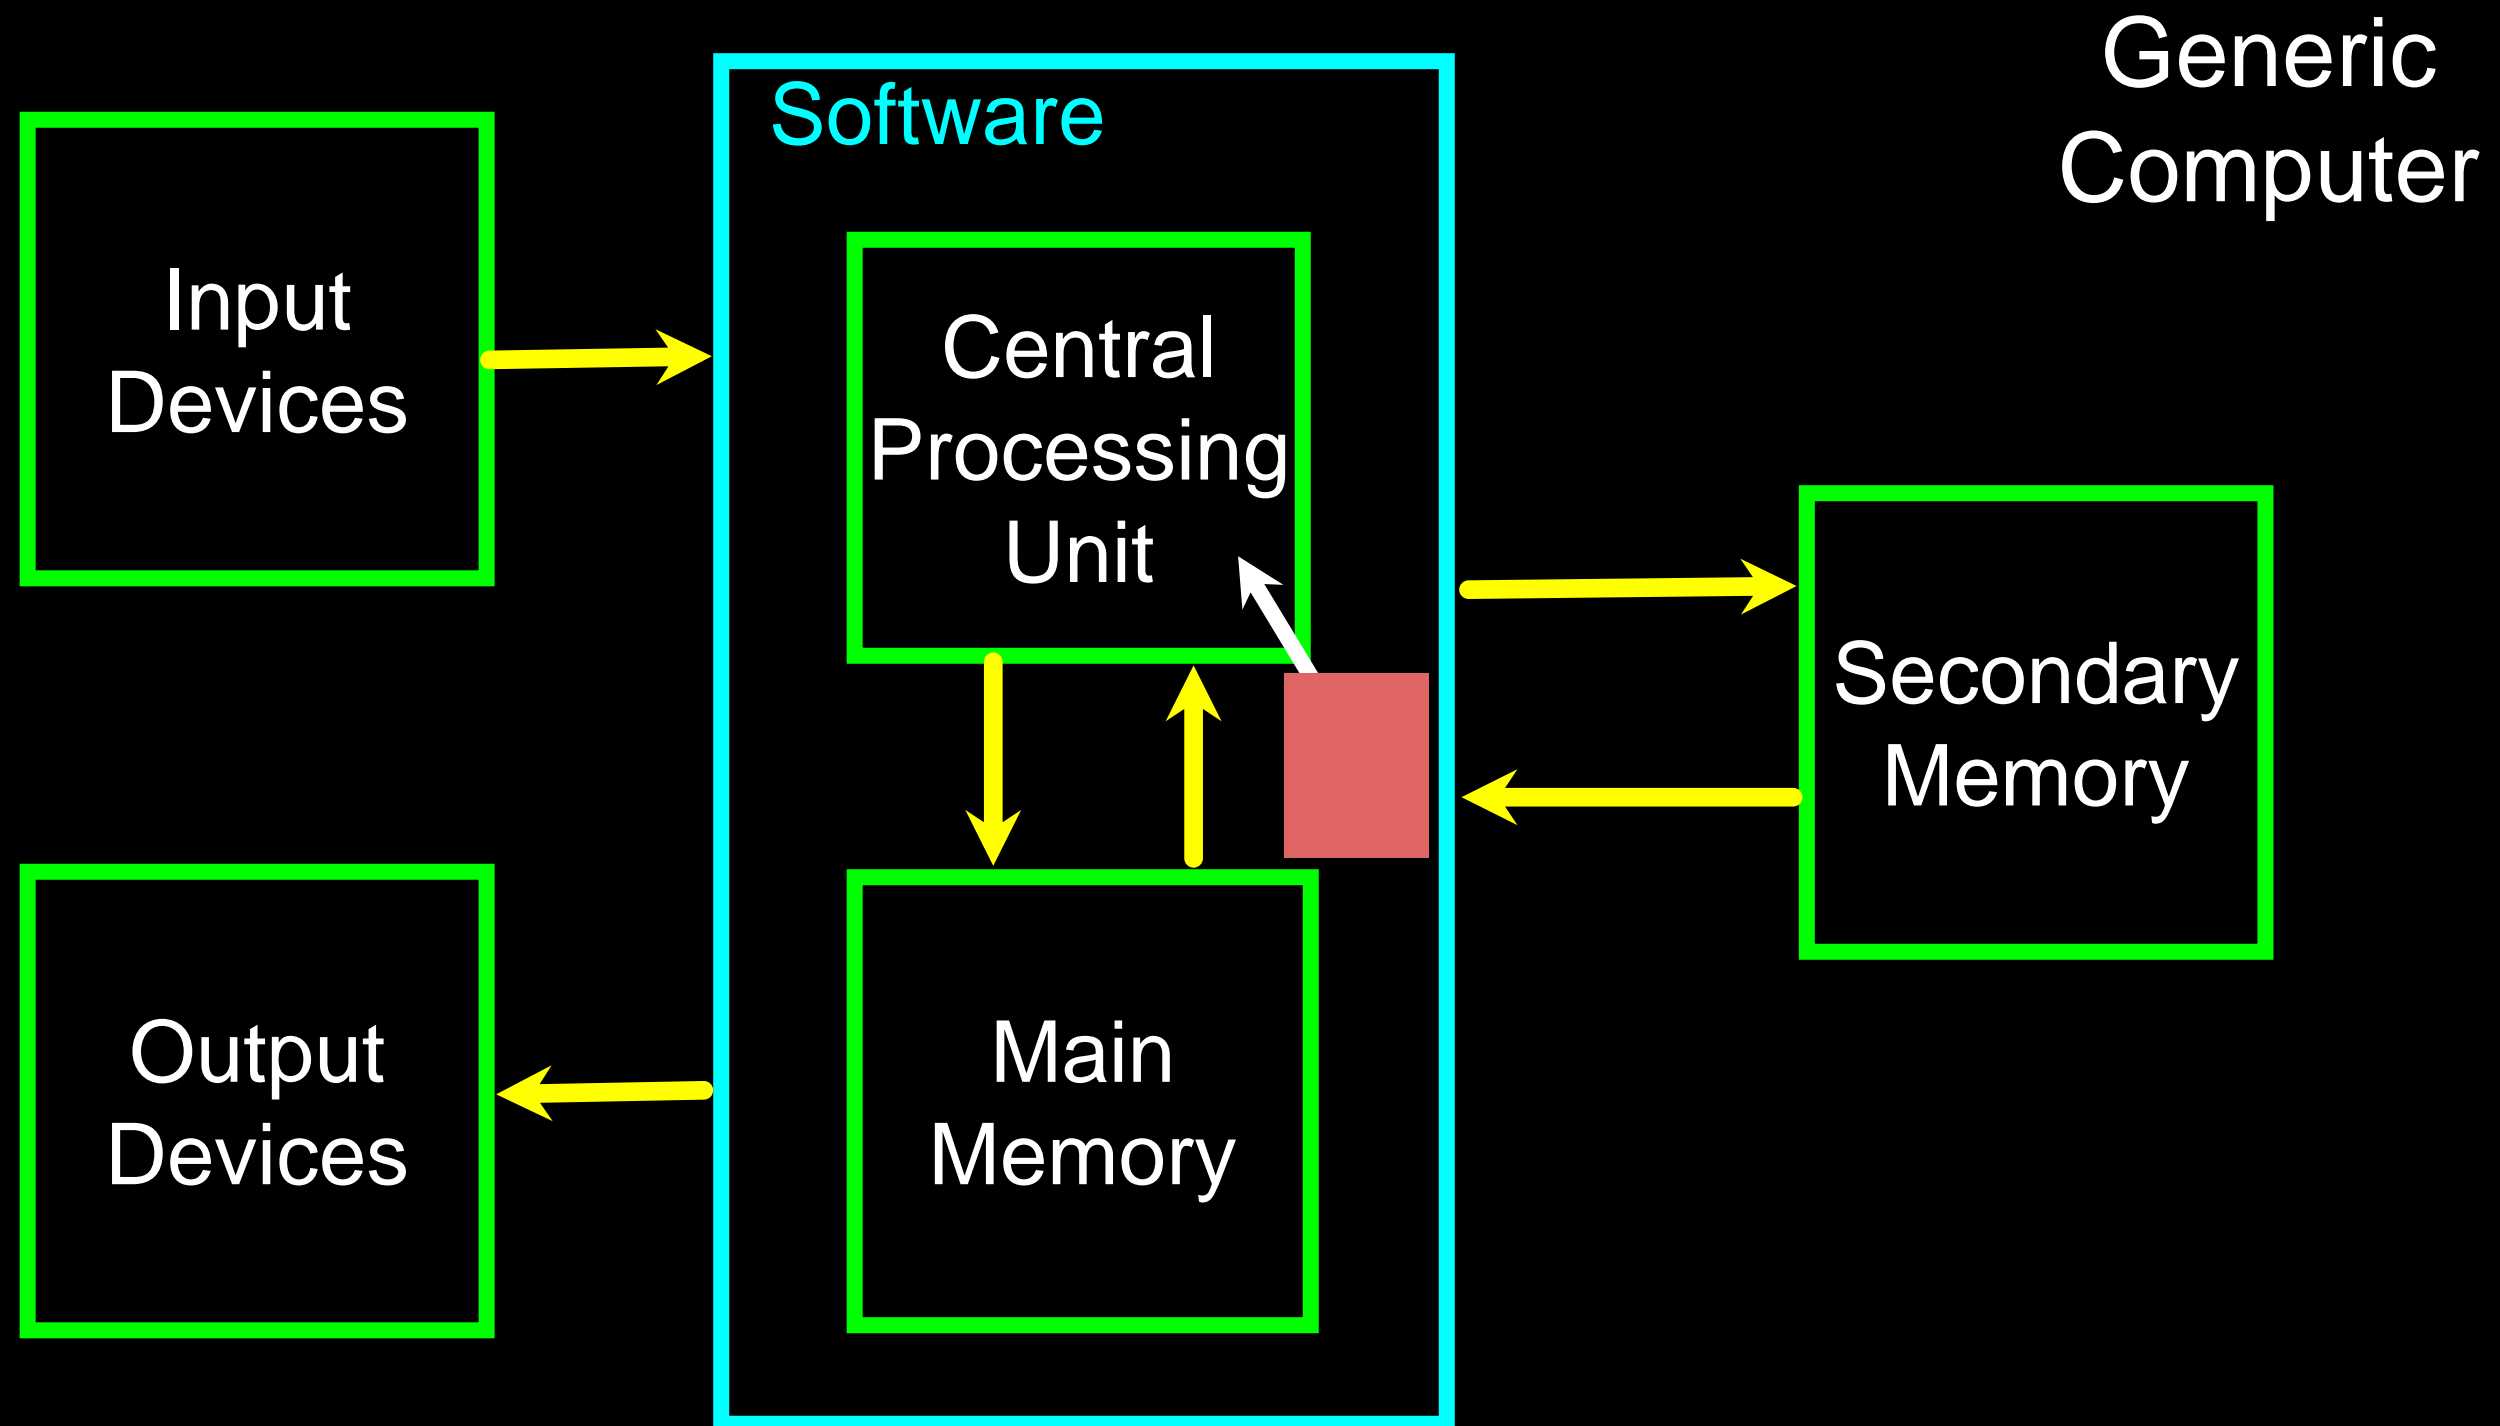 Generic
Computer
Software
Input
Devices
Central
Processing
Unit
Secondary
Memory
Output
Devices
Main
Memory